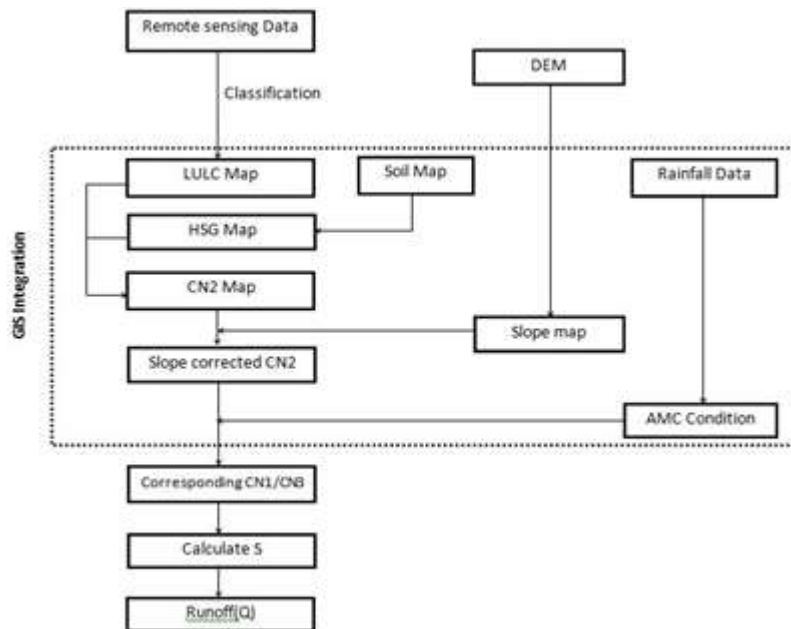 Remote sensing Data
DEM
Classification
LULC Map
Soil Map
Rainfall Data
HSG Map
GIS Integration
CN2 Map
Slope map
Slope corrected CN2
AMC Condition
Corresponding CN1/CN3
Calculate S
Runoff(Q)